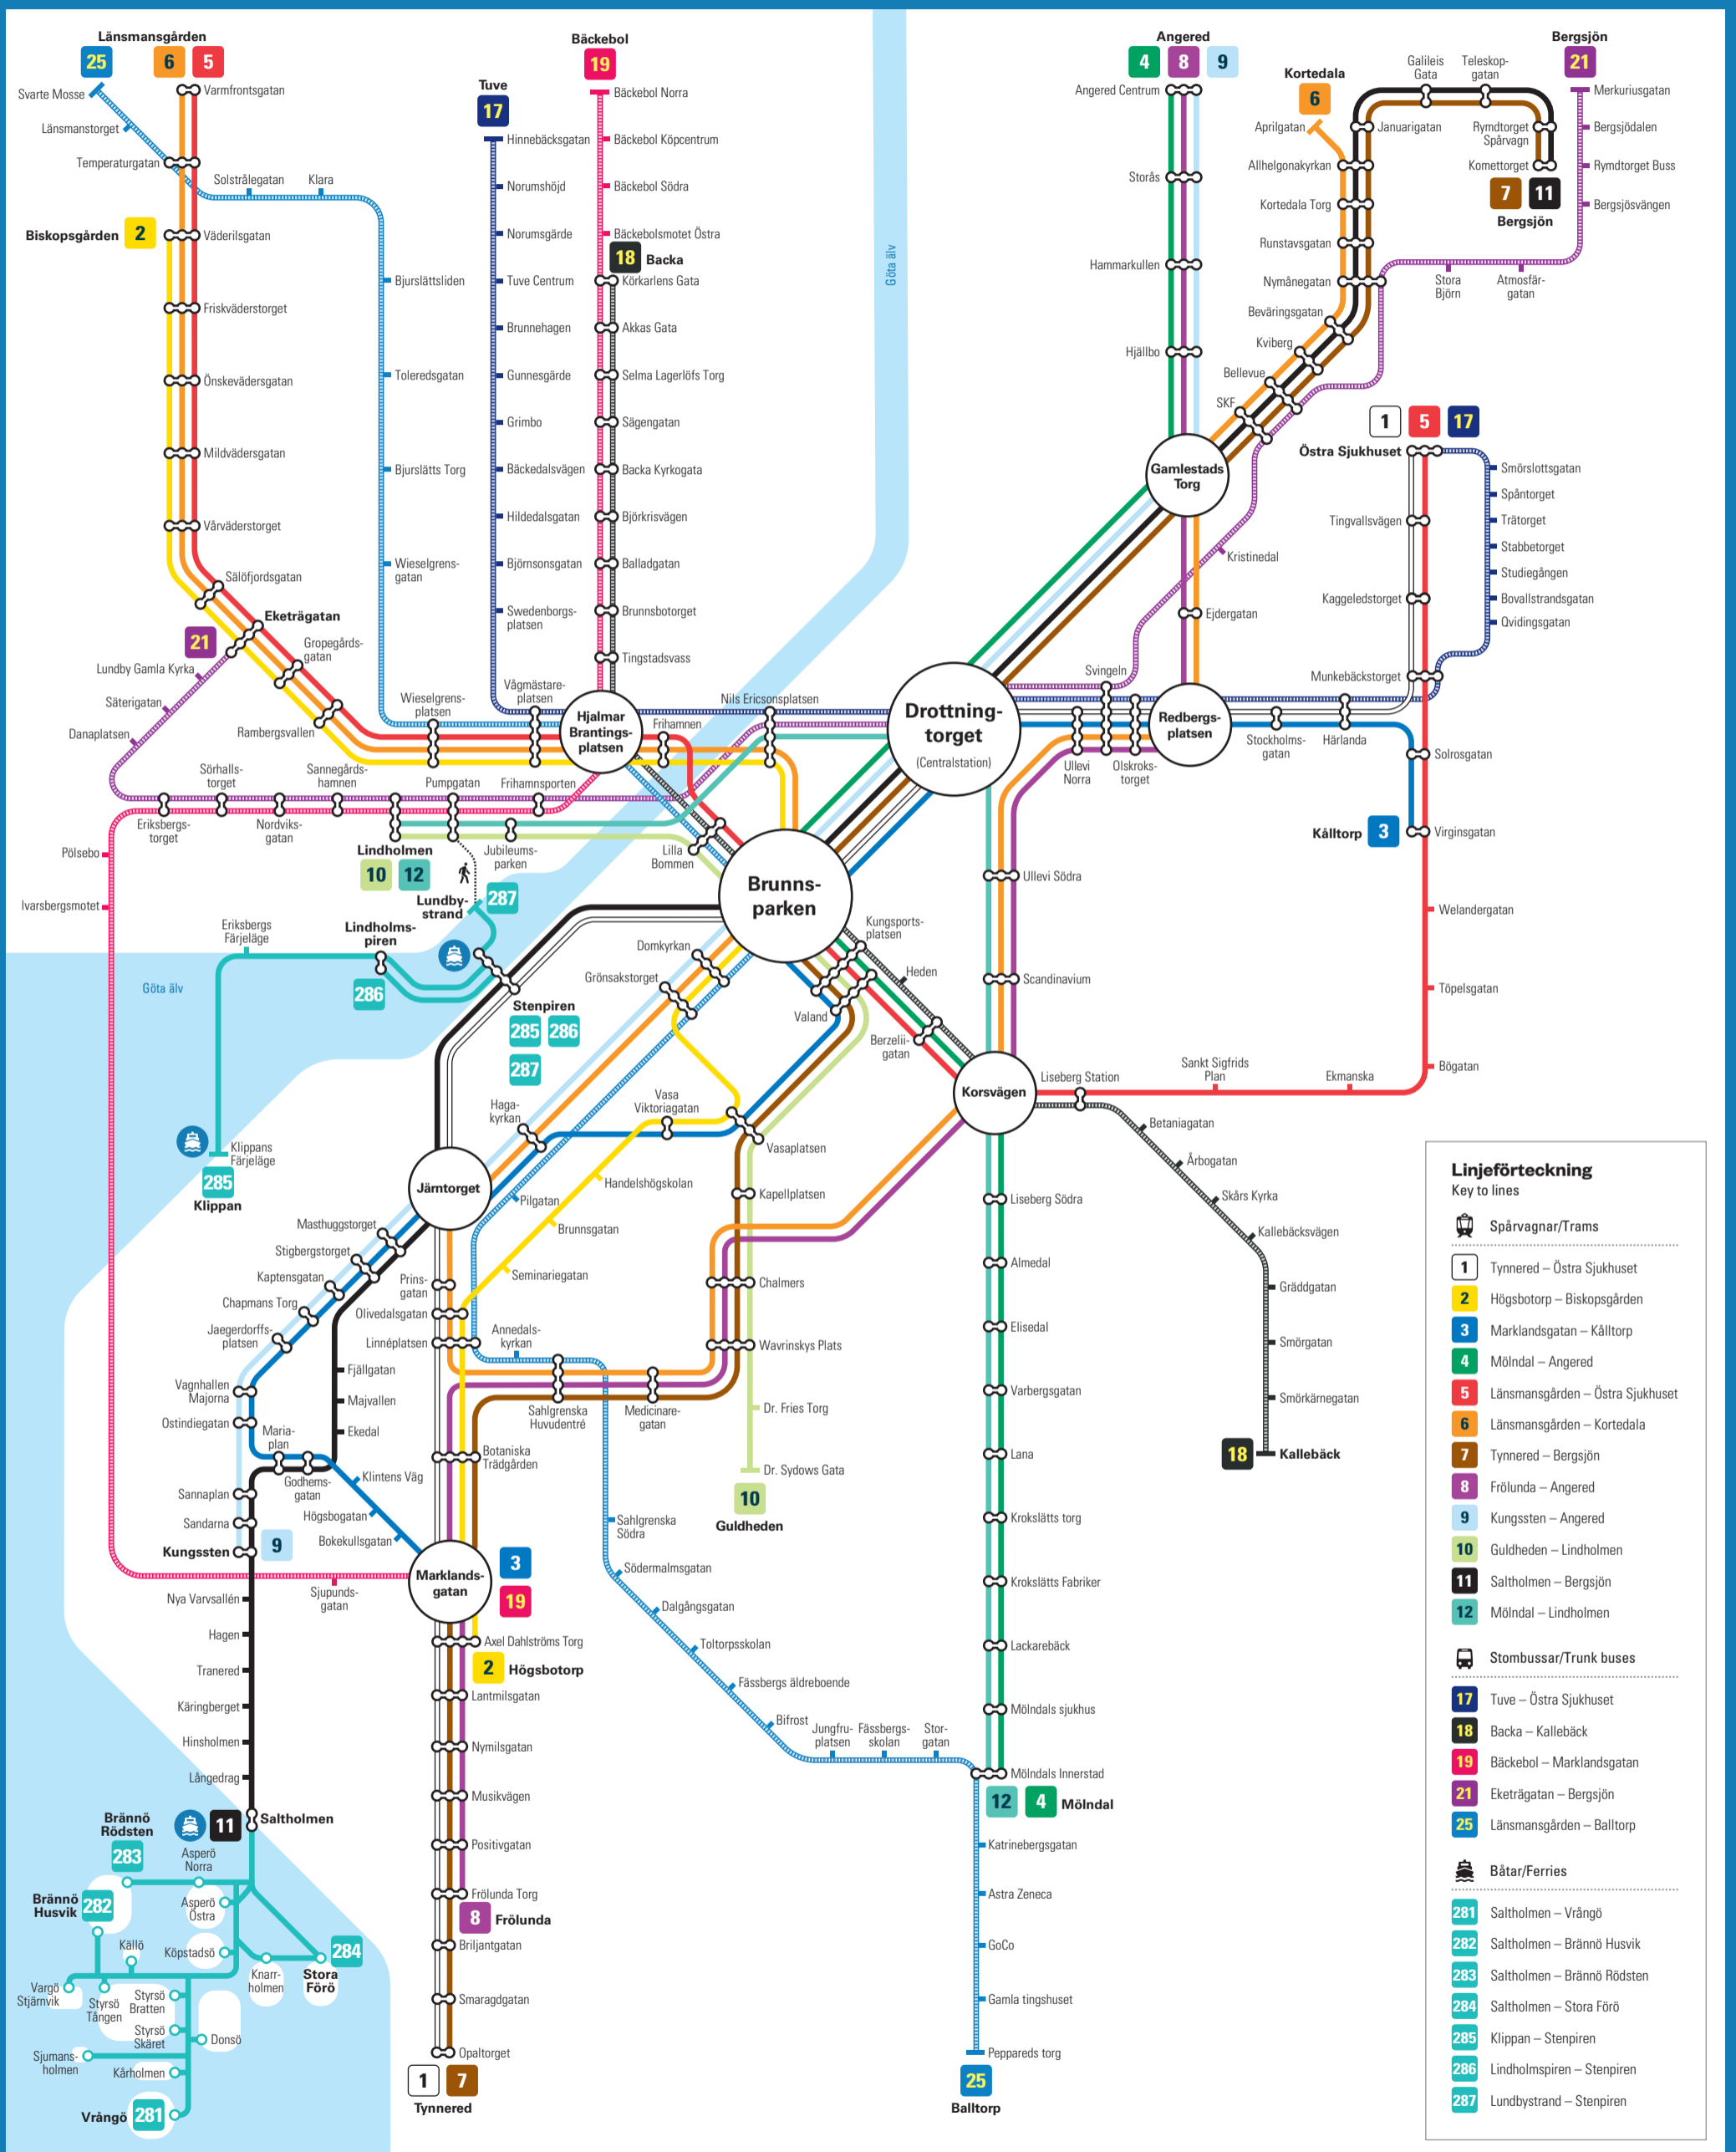 Länsmansgården
25
6
5
Svarte Mosse
Varmfrontsgatan
Länsmanstorget
Temperaturgatan
Solstrålegatan
Klara
Biskopsgården
2
Väderilsgatan
Friskväderstorget
Önskevädersgatan
Mildvädersgatan
Vårväderstorget
Sälöfjordsgatan
Eketrägatan
21
Gropegårds-
gatan
Lundby Gamla Kyrka
Säterigatan
Danaplatsen
Rambergsvallen
Bjurslättsliden
Toleredsgatan
Bjurslätts Torg
Wieselgrens-
gatan
Wieselgrens-
platsen
Vågmästare-
platsen
Tuve
17
Hinnebäcksgatan
Norumshöjd
Norumsgärde
Tuve Centrum
Brunnehagen
Gunnesgärde
Grimbo
Bäckedalsvägen
Hildedalsgatan
Björnsonsgatan
Swedenborgs-
platsen
Bäckebol
19
Bäckebol Norra
Bäckebol Köpcentrum
Bäckebol Södra
Bäckebolsmotet Östra
18
Backa
Körkarlens Gata
Akkas Gata
Selma Lagerlöfs Torg
Sägengatan
Backa Kyrkogata
Björkrisvägen
Balladgatan
Brunnsbotorget
Tingstadsvass
Hjalmar
Brantings-
platsen
Frihamnen
Nils Ericsonsplatsen
Göta älv
Angered
4
8
9
Angered Centrum
Storås
Hammarkullen
Hjällbo
Gamlestads
Torg
Kortedala
6
Aprilgatan
Januarigatan
Allhelgonakyrkan
Kortedala Torg
Runstavsgatan
Nymånegatan
Beväringsgatan
Kviberg
Bellevue
SKF
Galileis
Gata
Teleskop-
gatan
Rymdtorget
Spårvagn
Komettorget
7
11
Bergsjön
Bergsjön
21
Merkuriusgatan
Bergsjödalen
Rymdtorget Buss
Bergsjösvängen
Stora
Björn
Atmosfär-
gatan
Kristinedal
Ejdergatan
Svingeln
1
5
17
Östra Sjukhuset
Smörslottsgatan
Spåntorget
Trätorget
Stabbetorget
Studiegången
Bovallstrandsgatan
Qvidingsgatan
Tingvallsvägen
Kaggeledstorget
Munkebäckstorget
Drottning-
torget
(Centralstation)
Redbergs-
platsen
Ullevi
Norra
Olskroks-
torget
Stockholms-
gatan
Härlanda
Solrosgatan
Kålltorp
3
Virginsgatan
Welandergatan
Töpelsgatan
Bögatan
Ekmanska
Sankt Sigfrids
Plan
Liseberg Station
Ullevi Södra
Scandinavium
Korsvägen
Sörhalls-
torget
Sannegårds-
hamnen
Pumpgatan
Frihamnsporten
Eriksbergs-
torget
Nordviks-
gatan
Lindholmen
10
12
Jubileums-
parken
Lilla
Bommen
Pölsebo
Ivarsbergsmotet
Lundby-
strand
287
Eriksbergs
Färjeläge
Lindholms-
piren
286
Göta älv
Stenpiren
285
286
287
Klippans
Färjeläge
285
Klippan
Brunns-
parken
Domkyrkan
Grönsakstorget
Kungsports-
platsen
Heden
Valand
Berzelii-
gatan
Haga-
kyrkan
Vasa
Viktoriagatan
Vasaplatsen
Handelshögskolan
Kapellplatsen
Pilgatan
Brunnsgatan
Seminariegatan
Chalmers
Wavrinskys Plats
Järntorget
Masthuggstorget
Stigbergstorget
Kaptensgatan
Chapmans Torg
Jaegerdorffs-
platsen
Vagnhallen
Majorna
Ostindiegatan
Maria-
plan
Godhems-
gatan
Sannaplan
Sandarna
Kungssten
9
Fjällgatan
Majvallen
Ekedal
Klintens Väg
Högsbogatan
Bokekullsgatan
Prins-
gatan
Olivedalsgatan
Linnéplatsen
Annedals-
kyrkan
Sahlgrenska
Huvudentré
Medicinare-
gatan
Dr. Fries Torg
Dr. Sydows Gata
10
Guldheden
Botaniska
Trädgården
Sahlgrenska
Södra
Marklands-
gatan
3
19
Sjupunds-
gatan
Axel Dahlströms Torg
2
Högsbotorp
Lantmilsgatan
Nymilsgatan
Musikvägen
Positivgatan
Frölunda Torg
8
Frölunda
Briljantgatan
Smaragdgatan
Opaltorget
1
7
Tynnered
Södermalmsgatan
Dalgångsgatan
Toltorpsskolan
Fässbergs äldreboende
Bifrost
Jungfru-
platsen
Fässbergs-
skolan
Stor-
gatan
Liseberg Södra
Almedal
Elisedal
Varbergsgatan
Lana
Krokslätts torg
Krokslätts Fabriker
Lackarebäck
Mölndals sjukhus
Mölndals Innerstad
12
4
Mölndal
Katrinebergsgatan
Astra Zeneca
GoCo
Gamla tingshuset
Peppareds torg
25
Balltorp
Betaniagatan
Årbogatan
Skårs Kyrka
Kallebäcksvägen
Gräddgatan
Smörgatan
Smörkärnegatan
18
Kallebäck
Nya Varvsallén
Hagen
Tranered
Käringberget
Hinsholmen
Långedrag
11
Saltholmen
Brännö
Rödsten
283
Asperö
Norra
Brännö
Husvik
282
Asperö
Östra
Källö
Köpstadsö
284
Knarr-
holmen
Stora
Förö
Vargö
Stjärnvik
Styrsö
Tången
Styrsö
Bratten
Styrsö
Skäret
Donsö
Sjumans-
holmen
Kårholmen
Vrångö
281
Linjeförteckning
Key to lines
Spårvagnar/Trams
1 Tynnered – Östra Sjukhuset
2 Högsbotorp – Biskopsgården
3 Marklandsgatan – Kålltorp
4 Mölndal – Angered
5 Länsmansgården – Östra Sjukhuset
6 Länsmansgården – Kortedala
7 Tynnered – Bergsjön
8 Frölunda – Angered
9 Kungssten – Angered
10 Guldheden – Lindholmen
11 Saltholmen – Bergsjön
12 Mölndal – Lindholmen
Stombussar/Trunk buses
17 Tuve – Östra Sjukhuset
18 Backa – Kallebäck
19 Bäckebol – Marklandsgatan
21 Eketrägatan – Bergsjön
25 Länsmansgården – Balltorp
Båtar/Ferries
281 Saltholmen – Vrångö
282 Saltholmen – Brännö Husvik
283 Saltholmen – Brännö Rödsten
284 Saltholmen – Stora Förö
285 Klippan – Stenpiren
286 Lindholmspiren – Stenpiren
287 Lundbystrand – Stenpiren